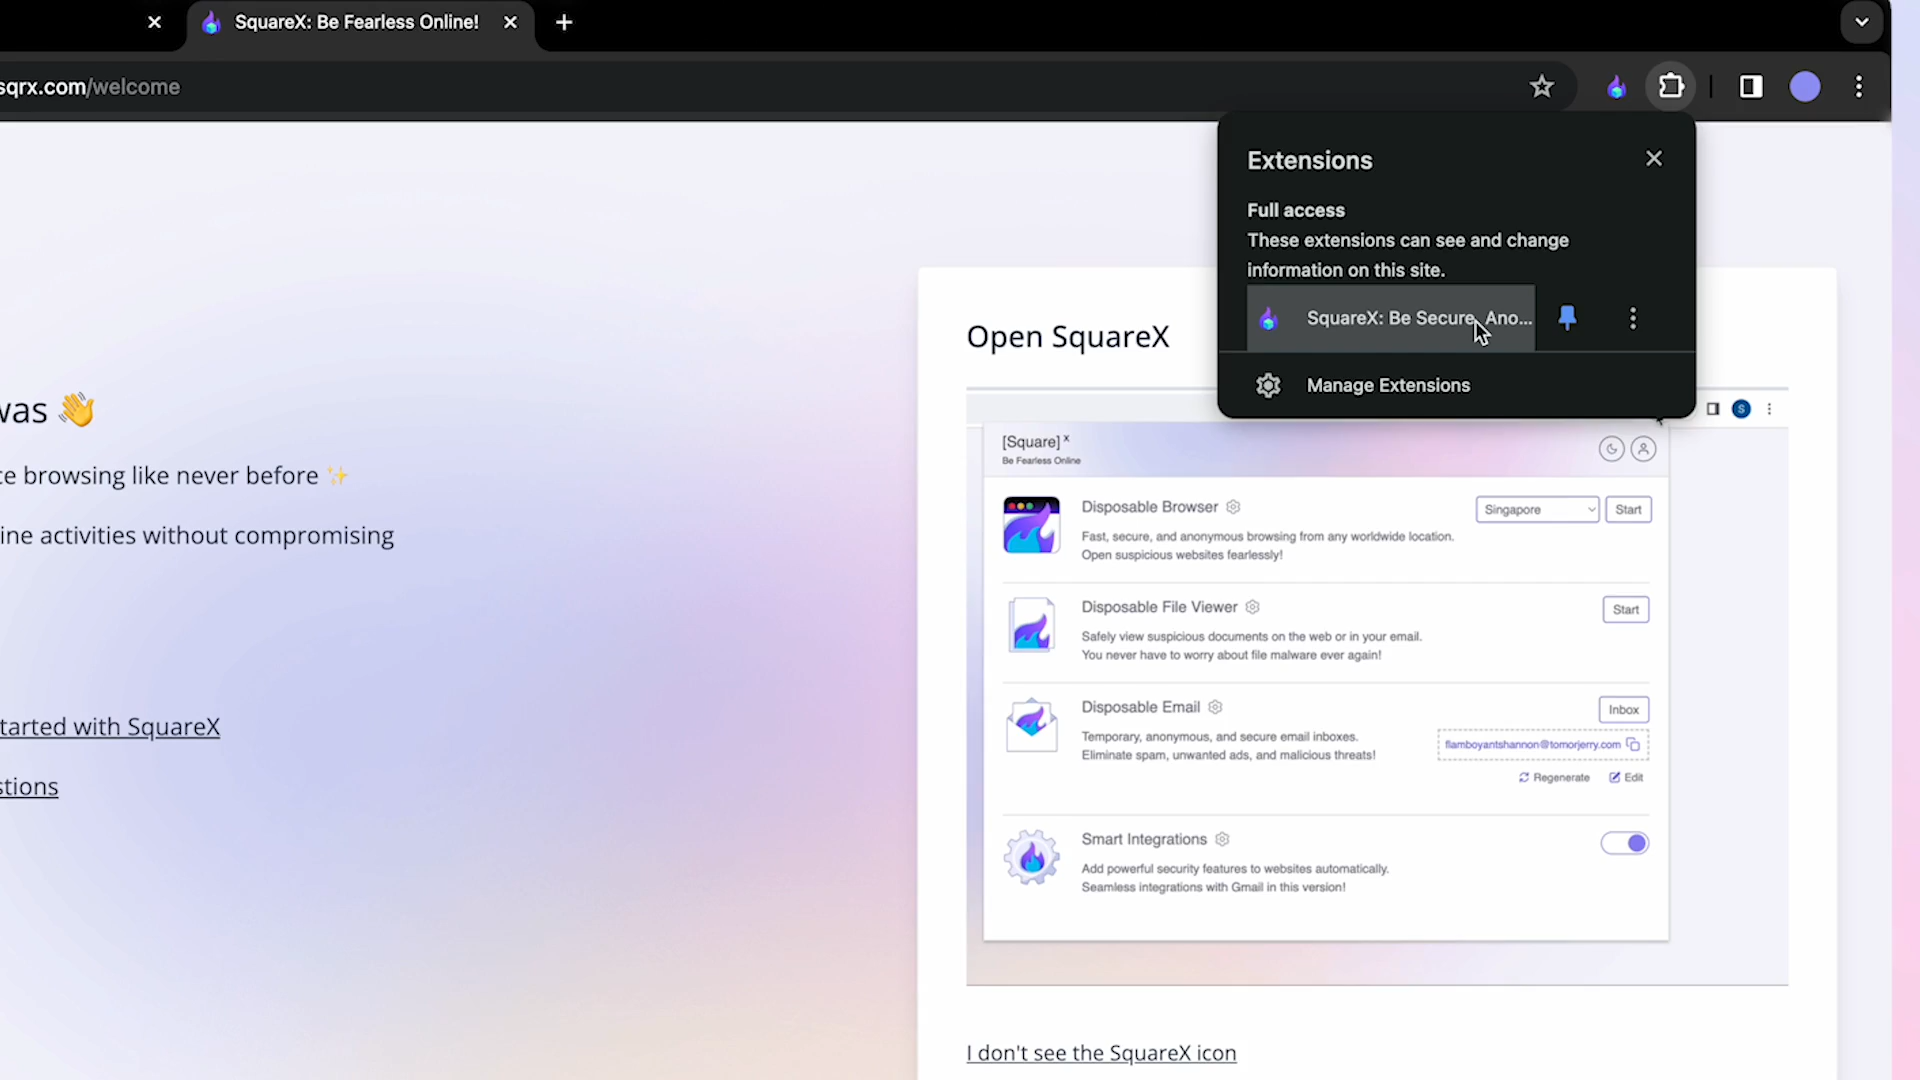 SquareX: Be Fearless Online!
sqrx.com/welcome
Extensions
Full access
These extensions can see and change
information on this site.
SquareX: Be Secure, Ano...
Manage Extensions
was 👋
ce browsing like never before ✨
ine activities without compromising
tarted with SquareX
stions
Open SquareX
S
[Square] x
Be Fearless Online
Disposable Browser
Singapore
Start
Fast, secure, and anonymous browsing from any worldwide location.
Open suspicious websites fearlessly!
Disposable File Viewer
Start
Safely view suspicious documents on the web or in your email.
You never have to worry about file malware ever again!
Disposable Email
Inbox
Temporary, anonymous, and secure email inboxes.
Eliminate spam, unwanted ads, and malicious threats!
flamboyantshannon@tomorjerry.com
Regenerate
Edit
Smart Integrations
Add powerful security features to websites automatically.
Seamless integrations with Gmail in this version!
I don't see the SquareX icon